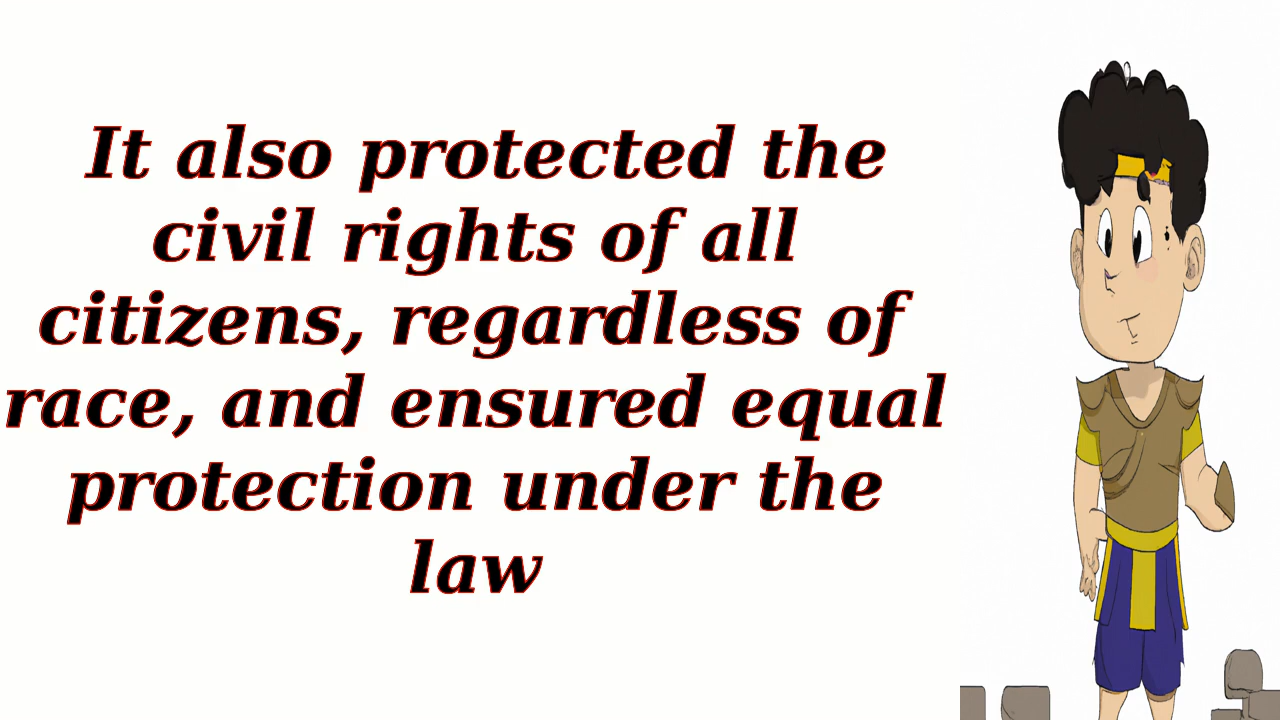 It also protected the
civil rights of all
citizens, regardless of
race, and ensured equal
protection under the
law